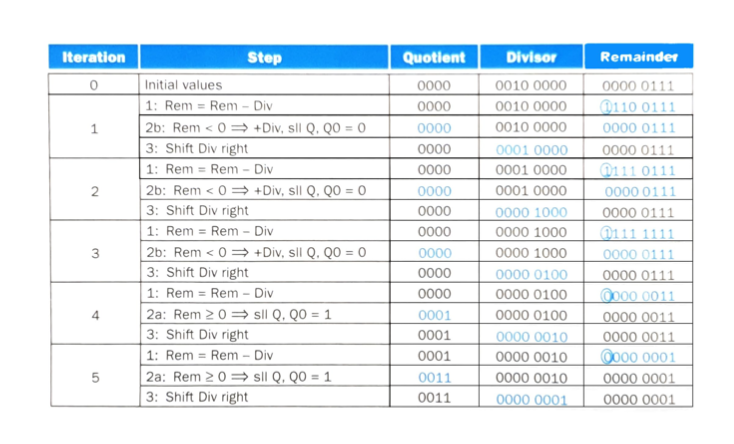 Iteration Step Quotient Divisor Remainder
0 Initial values 0000 0010 0000 0000 0111
1: Rem = Rem – Div 0000 0010 0000 ①110 0111
1 2b: Rem < 0 ⟹ +Div, sll Q, Q0 = 0 0000 0010 0000 0000 0111
3: Shift Div right 0000 0001 0000 0000 0111
1: Rem = Rem – Div 0000 0001 0000 ①111 0111
2 2b: Rem < 0 ⟹ +Div, sll Q, Q0 = 0 0000 0001 0000 0000 0111
3: Shift Div right 0000 0000 1000 0000 0111
1: Rem = Rem – Div 0000 0000 1000 ①111 1111
3 2b: Rem < 0 ⟹ +Div, sll Q, Q0 = 0 0000 0000 1000 0000 0111
3: Shift Div right 0000 0000 0100 0000 0111
1: Rem = Rem – Div 0000 0000 0100 ⓪000 0011
4 2a: Rem ≥ 0 ⟹ sll Q, Q0 = 1 0001 0000 0100 0000 0011
3: Shift Div right 0001 0000 0010 0000 0011
1: Rem = Rem – Div 0001 0000 0010 ⓪000 0001
5 2a: Rem ≥ 0 ⟹ sll Q, Q0 = 1 0011 0000 0010 0000 0001
3: Shift Div right 0011 0000 0001 0000 0001